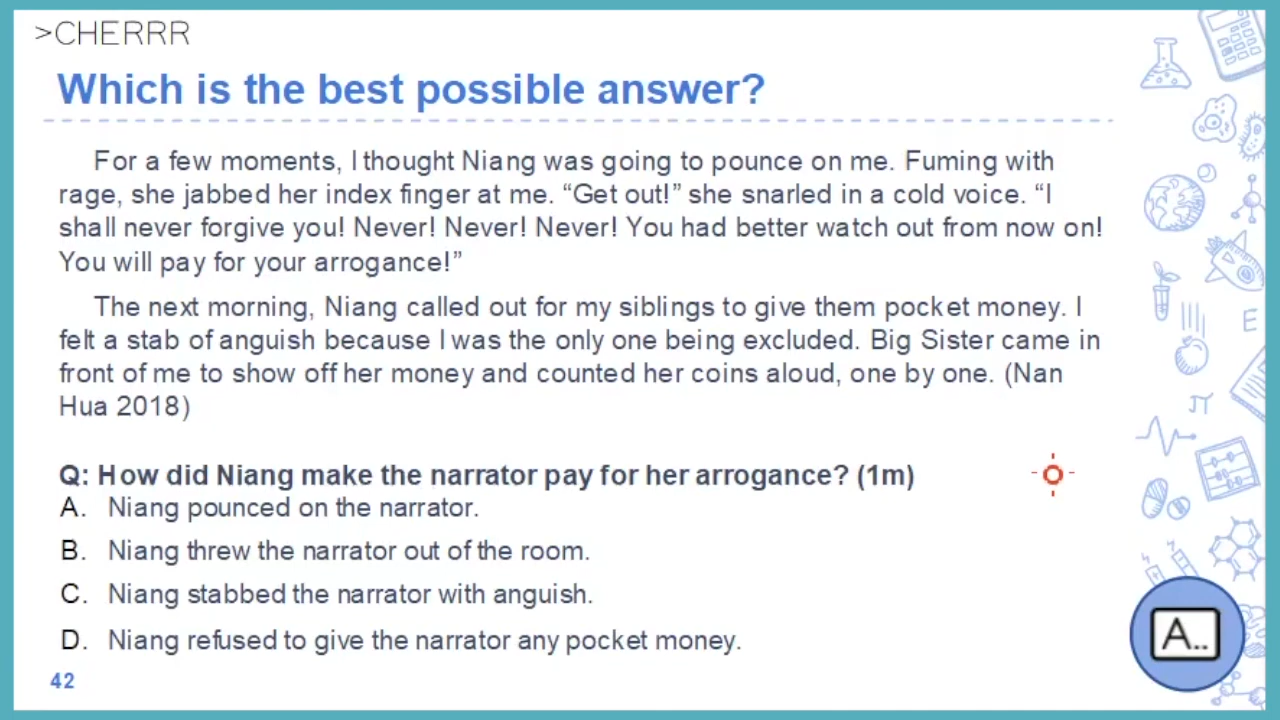 >CHERRR
Which is the best possible answer?
For a few moments, I thought Niang was going to pounce on me. Fuming with
rage, she jabbed her index finger at me. “Get out!” she snarled in a cold voice. “I
shall never forgive you! Never! Never! Never! You had better watch out from now on!
You will pay for your arrogance!”
The next morning, Niang called out for my siblings to give them pocket money. I
felt a stab of anguish because I was the only one being excluded. Big Sister came in
front of me to show off her money and counted her coins aloud, one by one. (Nan
Hua 2018)
Q: How did Niang make the narrator pay for her arrogance? (1m)
A. Niang pounced on the narrator.
B. Niang threw the narrator out of the room.
C. Niang stabbed the narrator with anguish.
D. Niang refused to give the narrator any pocket money.
42
E
π
A..